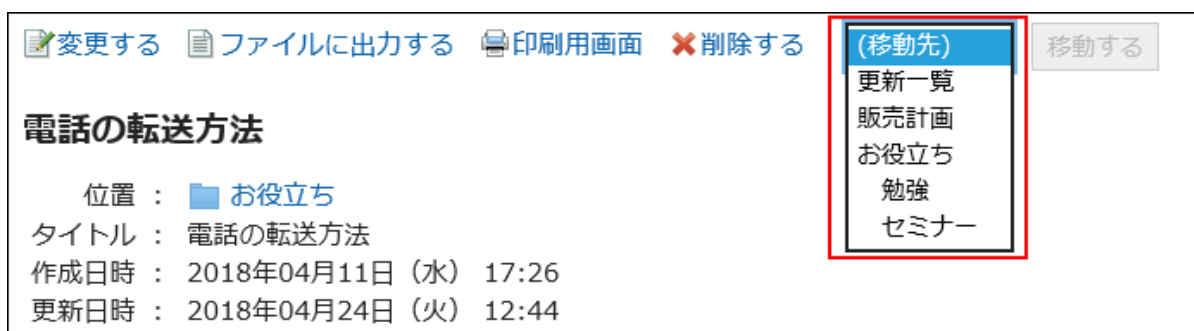 変更する ファイルに出力する 印刷用画面 削除する (移動先) 移動する
更新一覧
販売計画
お役立ち
勉強
セミナー
電話の転送方法
位置 : お役立ち
タイトル : 電話の転送方法
作成日時 : 2018年04月11日（水） 17:26
更新日時 : 2018年04月24日（火） 12:44